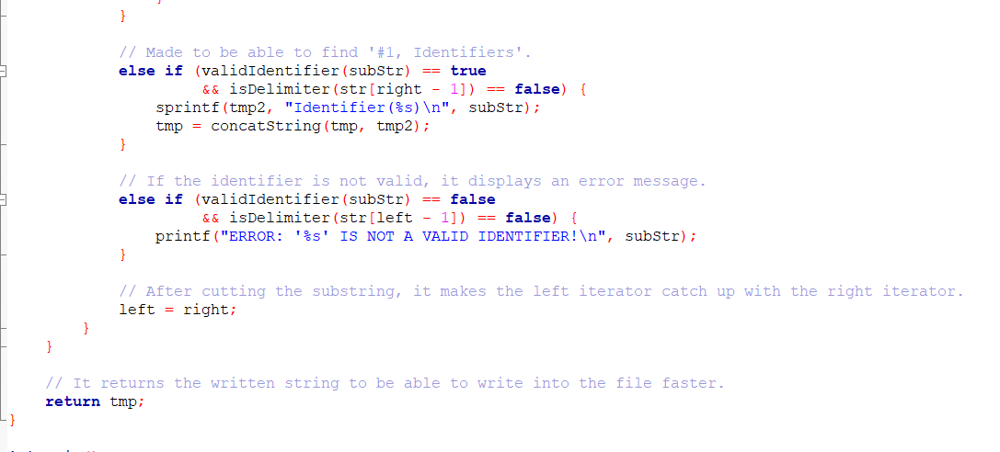 }
// Made to be able to find '#1, Identifiers'.
else if (validIdentifier(subStr) == true
&& isDelimiter(str[right - 1]) == false) {
sprintf(tmp2, "Identifier(%s)\n", subStr);
tmp = concatString(tmp, tmp2);
}
// If the identifier is not valid, it displays an error message.
else if (validIdentifier(subStr) == false
&& isDelimiter(str[left - 1]) == false) {
printf("ERROR: '%s' IS NOT A VALID IDENTIFIER!\n", subStr);
}
// After cutting the substring, it makes the left iterator catch up with the right iterator.
left = right;
}
}
// It returns the written string to be able to write into the file faster.
return tmp;
}